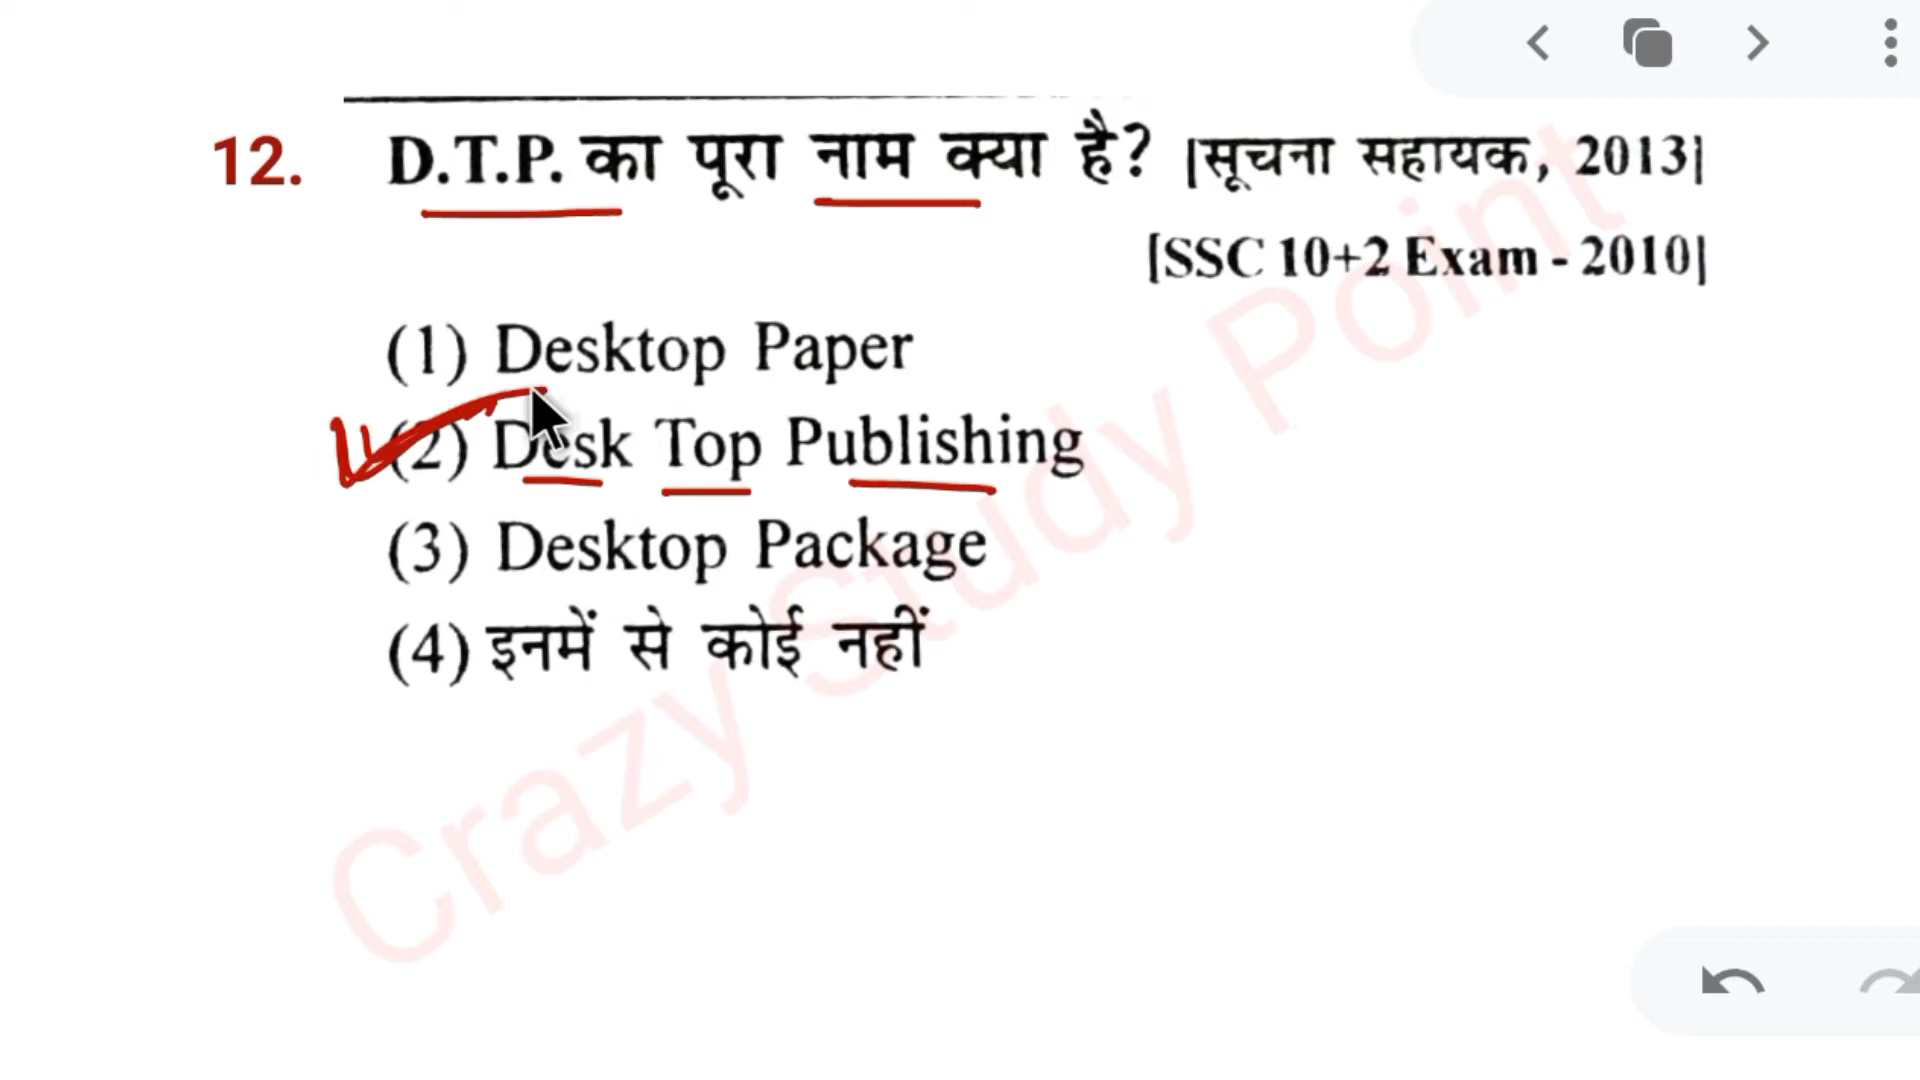 12. D.T.P. का पूरा नाम क्या है? [सूचना सहायक, 2013]
[SSC 10+2 Exam - 2010]
(1) Desktop Paper
(2) Desk Top Publishing
(3) Desktop Package
(4) इनमें से कोई नहीं
Crazy Study Point